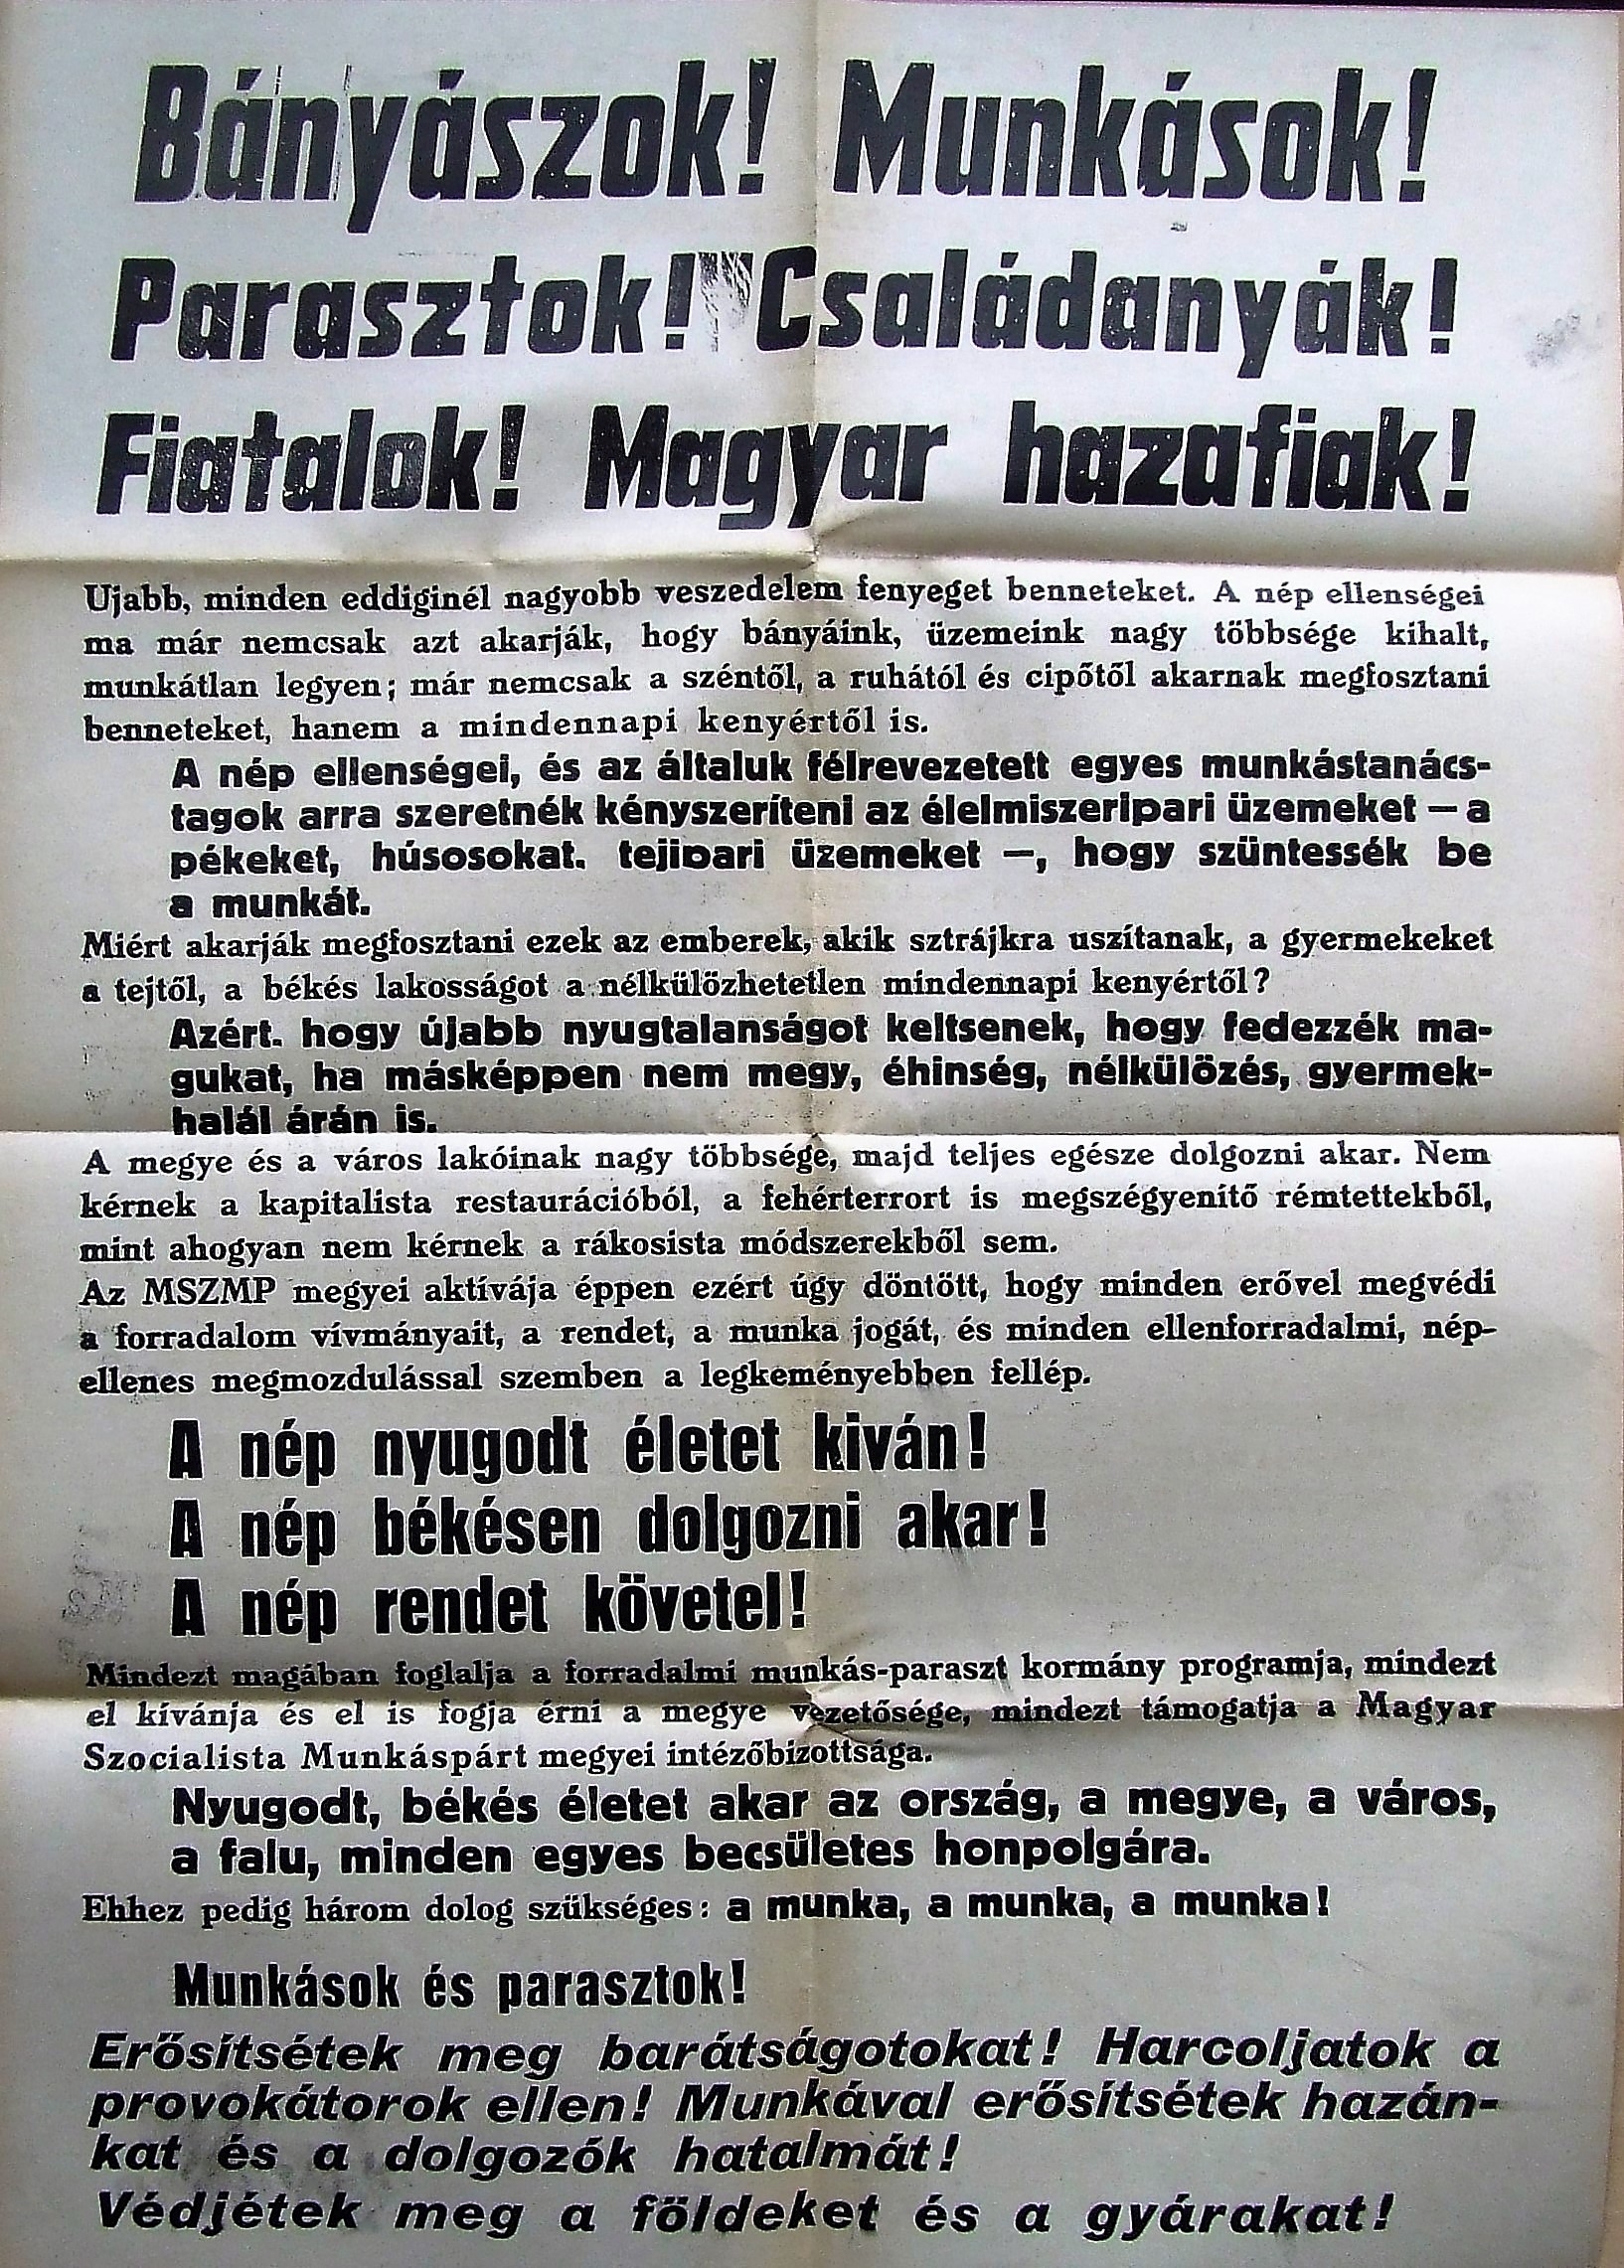 Bányászok! Munkások!
Parasztok! Családanyák!
Fiatalok! Magyar hazafiak!
Ujabb, minden eddiginél nagyobb veszedelem fenyeget benneteket. A nép ellenségei
ma már nemcsak azt akarják, hogy bányáink, üzemeink nagy többsége kihalt,
munkátlan legyen; már nemcsak a széntől, a ruhától és cipőtől akarnak megfosztani
benneteket, hanem a mindennapi kenyértől is.
A nép ellenségei, és az általuk félrevezetett egyes munkástanács-
tagok arra szeretnék kényszeríteni az élelmiszeripari üzemeket — a
pékeket, húsosokat. tejipari üzemeket —, hogy szüntessék be
a munkát.
Miért akarják megfosztani ezek az emberek, akik sztrájkra uszítanak, a gyermekeket
a tejtől, a békés lakosságot a nélkülözhetetlen mindennapi kenyértől?
Azért. hogy újabb nyugtalanságot keltsenek, hogy fedezzék ma-
gukat, ha másképpen nem megy, éhinség, nélkülözés, gyermek-
halál árán is.
A megye és a város lakóinak nagy többsége, majd teljes egésze dolgozni akar. Nem
kérnek a kapitalista restaurációból, a fehérterrort is megszégyenítő rémtettekből,
mint ahogyan nem kérnek a rákosista módszerekből sem.
Az MSZMP megyei aktívája éppen ezért úgy döntött, hogy minden erővel megvédi
a forradalom vívmányait, a rendet, a munka jogát, és minden ellenforradalmi, nép-
ellenes megmozdulással szemben a legkeményebben fellép.
A nép nyugodt életet kiván!
A nép békésen dolgozni akar!
A nép rendet követel!
Mindezt magában foglalja a forradalmi munkás-paraszt kormány programja, mindezt
el kívánja és el is fogja érni a megye vezetősége, mindezt támogatja a Magyar
Szocialista Munkáspárt megyei intézőbizottsága.
Nyugodt, békés életet akar az ország, a megye, a város,
a falu, minden egyes becsületes honpolgára.
Ehhez pedig három dolog szükséges: a munka, a munka, a munka!
Munkások és parasztok!
Erősítsétek meg barátságotokat! Harcoljatok a
provokátorok ellen! Munkával erősítsétek hazán-
kat és a dolgozók hatalmát!
Védjétek meg a földeket és a gyárakat!